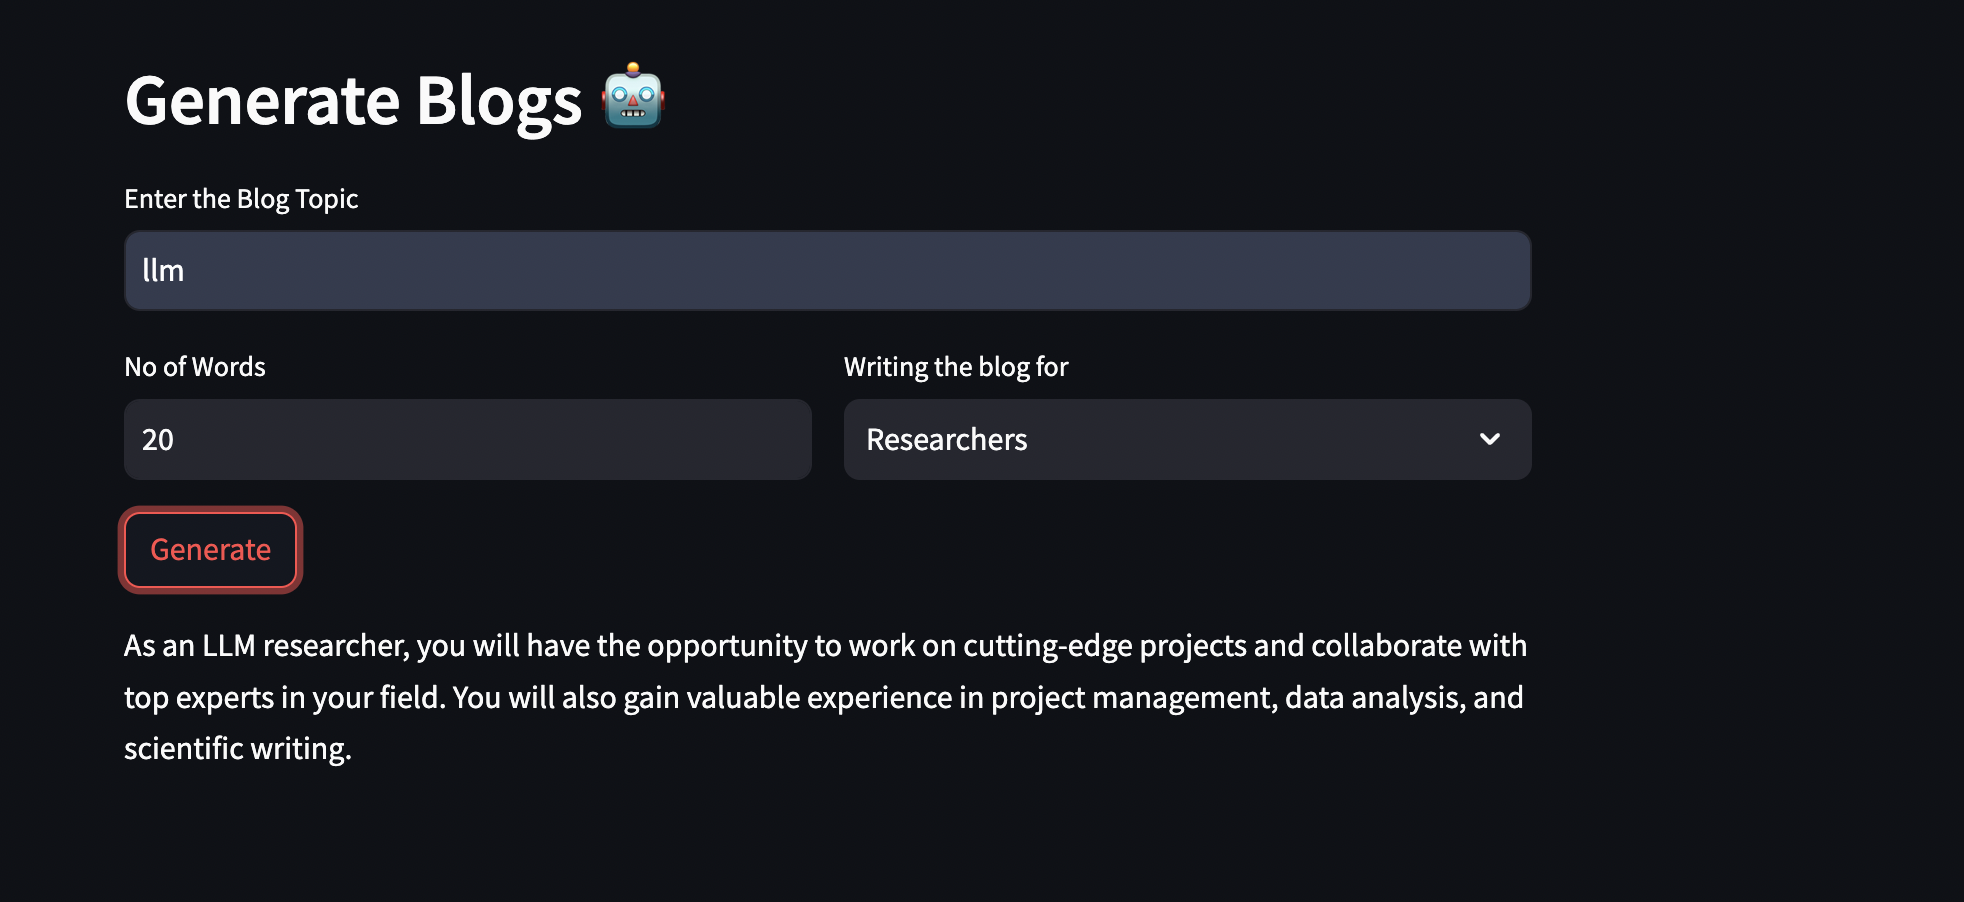 Generate Blogs 🤖
Enter the Blog Topic
llm
No of Words
Writing the blog for
20
Researchers
Generate
As an LLM researcher, you will have the opportunity to work on cutting-edge projects and collaborate with
top experts in your field. You will also gain valuable experience in project management, data analysis, and
scientific writing.